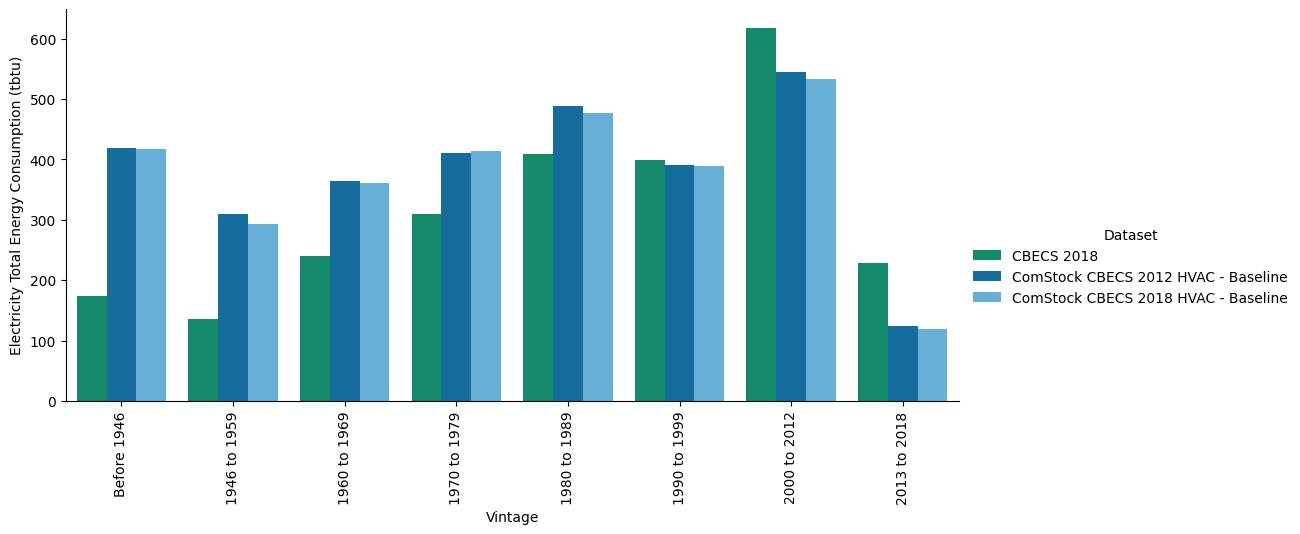 Electricity Total Energy Consumption (tbtu)
600
500
400
300
200
100
0
Before 1946
1946 to 1959
1960 to 1969
1970 to 1979
1980 to 1989
1990 to 1999
2000 to 2012
2013 to 2018
Vintage
Dataset
CBECS 2018
ComStock CBECS 2012 HVAC - Baseline
ComStock CBECS 2018 HVAC - Baseline